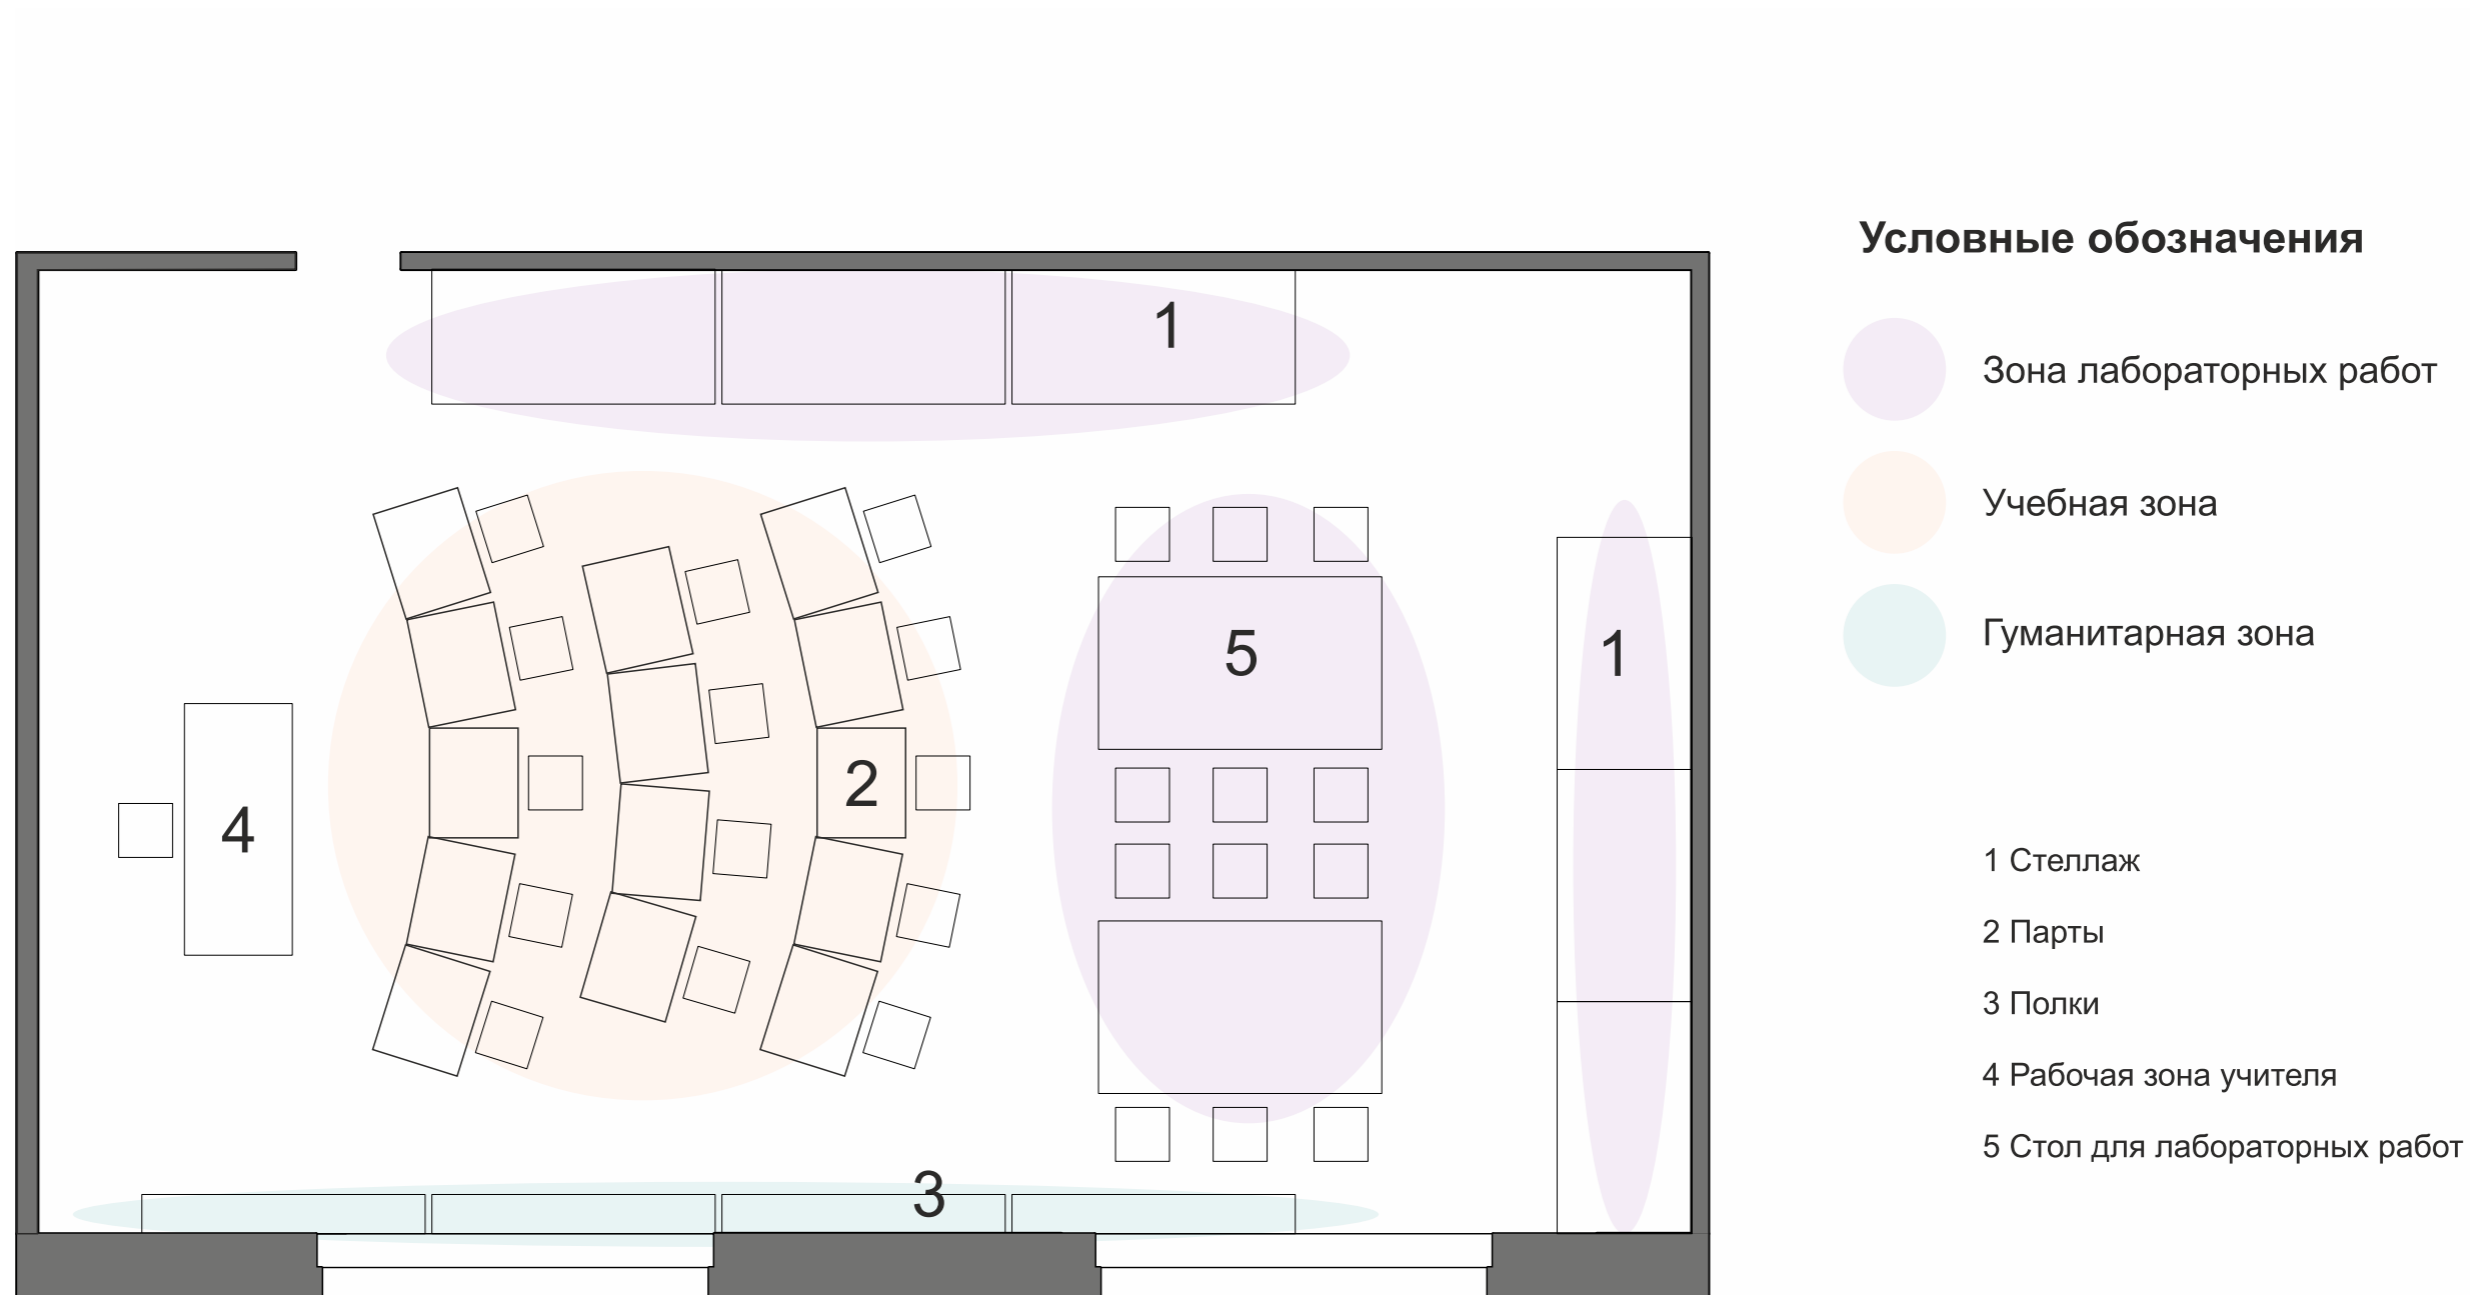 Условные обозначения
Зона лабораторных работ
Учебная зона
Гуманитарная зона
1
5
1
2
4
3
1 Стеллаж
2 Парты
3 Полки
4 Рабочая зона учителя
5 Стол для лабораторных работ